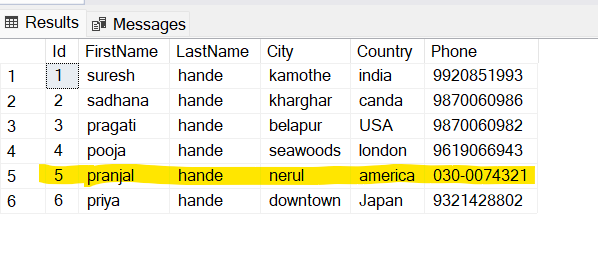 Results Messages
Id FirstName LastName City Country Phone
1 1 suresh hande kamothe india 9920851993
2 2 sadhana hande kharghar canda 9870060986
3 3 pragati hande belapur USA 9870060982
4 4 pooja hande seawoods london 9619066943
5 5 pranjal hande nerul america 030-0074321
6 6 priya hande downtown Japan 9321428802